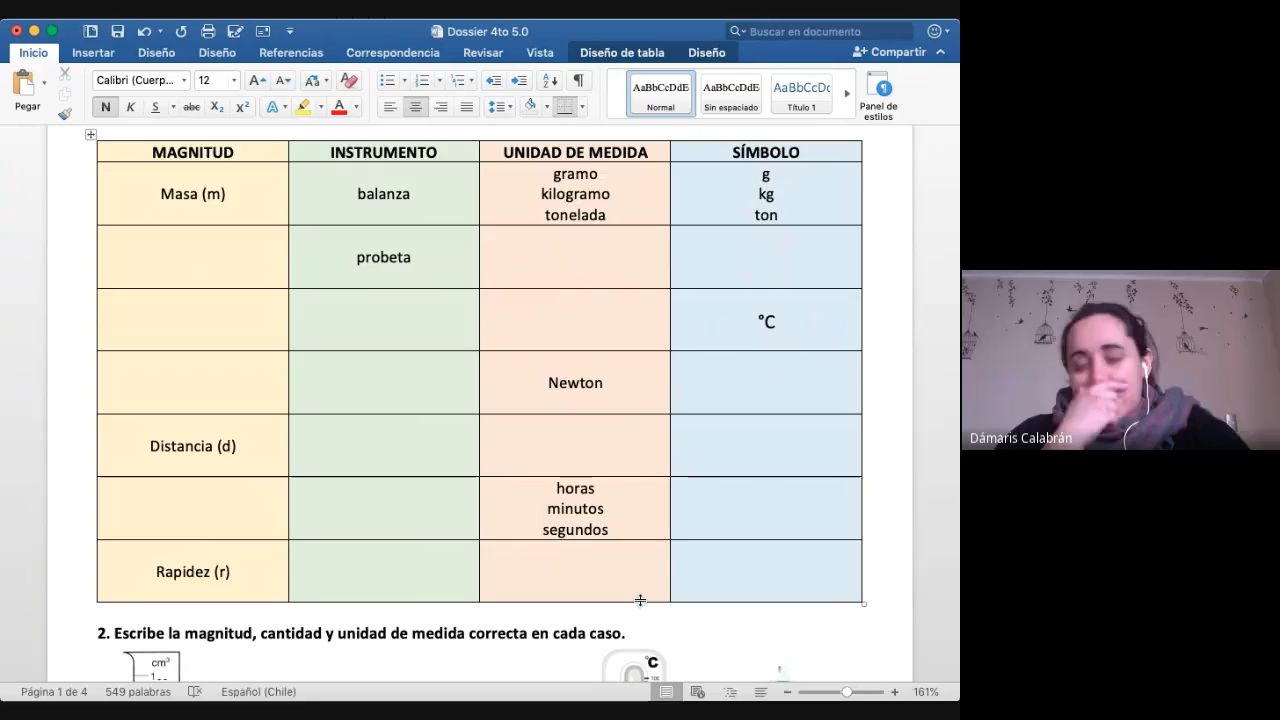 Dossier 4to 5.0
Buscar en documento
Inicio Insertar Diseño Diseño Referencias Correspondencia Revisar Vista Diseño de tabla Diseño Compartir
Pegar
Calibri (Cuerp... 12
N K S abc X₂ X²
AaBbCcDdE AaBbCcDdE AaBbCcDc
Normal Sin espaciado Título 1
Panel de
estilos
MAGNITUD INSTRUMENTO UNIDAD DE MEDIDA SÍMBOLO
Masa (m) balanza
gramo
kilogramo
tonelada
g
kg
ton
probeta
°C
Newton
Distancia (d)
horas
minutos
segundos
Rapidez (r)
2. Escribe la magnitud, cantidad y unidad de medida correcta en cada caso.
cm³
°C
Página 1 de 4 549 palabras Español (Chile) 161%
Dámaris Calabrán